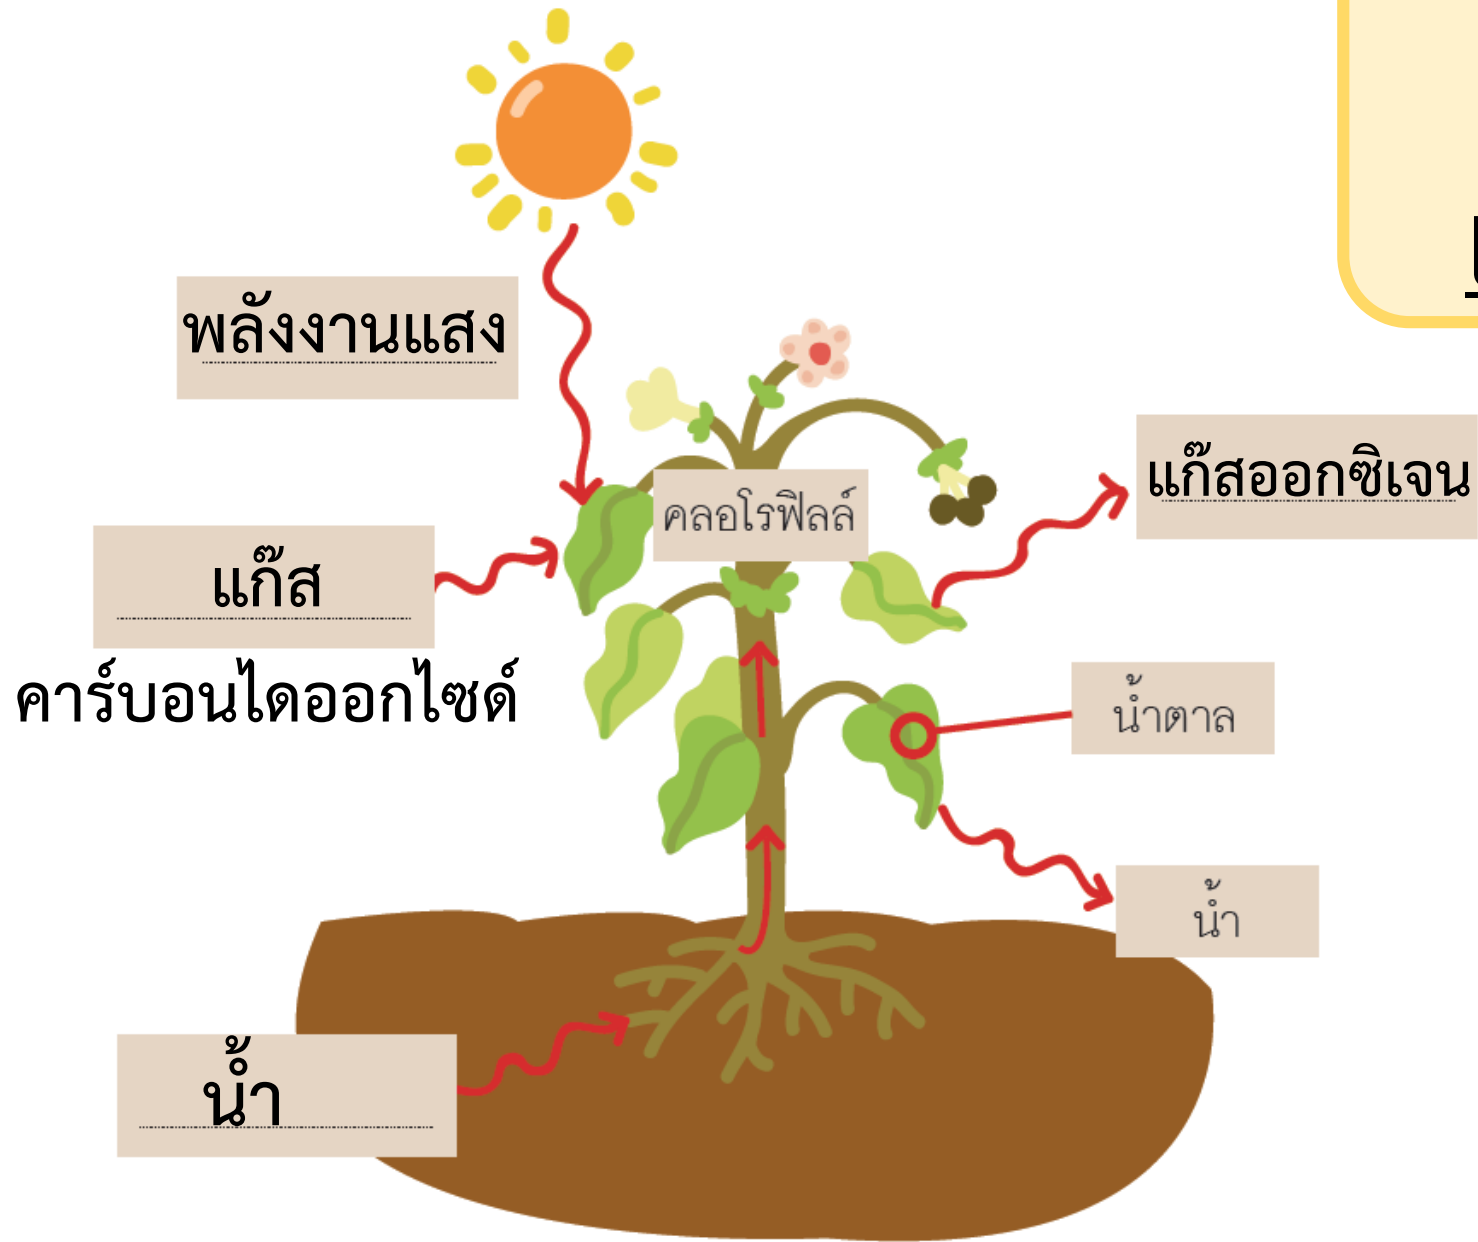 พลังงานแสง
แก๊สออกซิเจน
คลอโรฟิลล์
แก๊ส
คาร์บอนไดออกไซด์
น้ำตาล
น้ำ
น้ำ